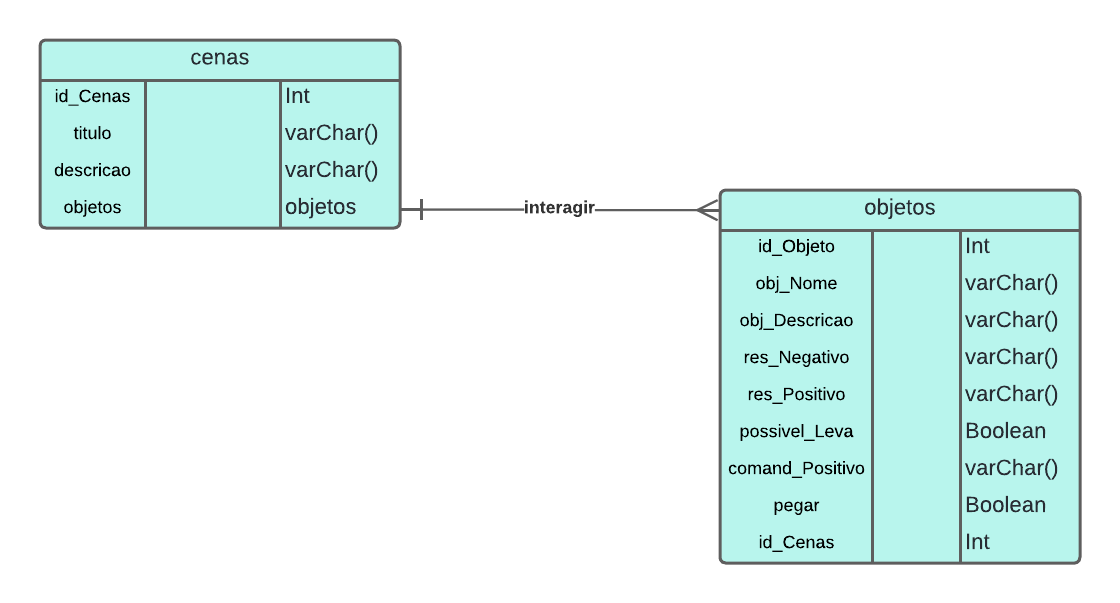 cenas
id_Cenas Int
titulo varChar()
descricao varChar()
objetos objetos
interagir
objetos
id_Objeto Int
obj_Nome varChar()
obj_Descricao varChar()
res_Negativo varChar()
res_Positivo varChar()
possivel_Leva Boolean
comand_Positivo varChar()
pegar Boolean
id_Cenas Int